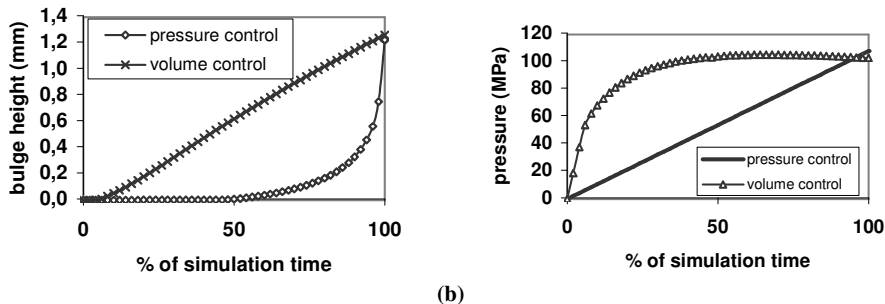 1,4
1,2
1,0
0,8
0,6
0,4
0,2
0,0
bulge height (mm)
pressure control
volume control
0
50
100
% of simulation time
120
100
80
60
40
20
0
pressure (MPa)
pressure control
volume control
0
50
100
% of simulation time
(b)